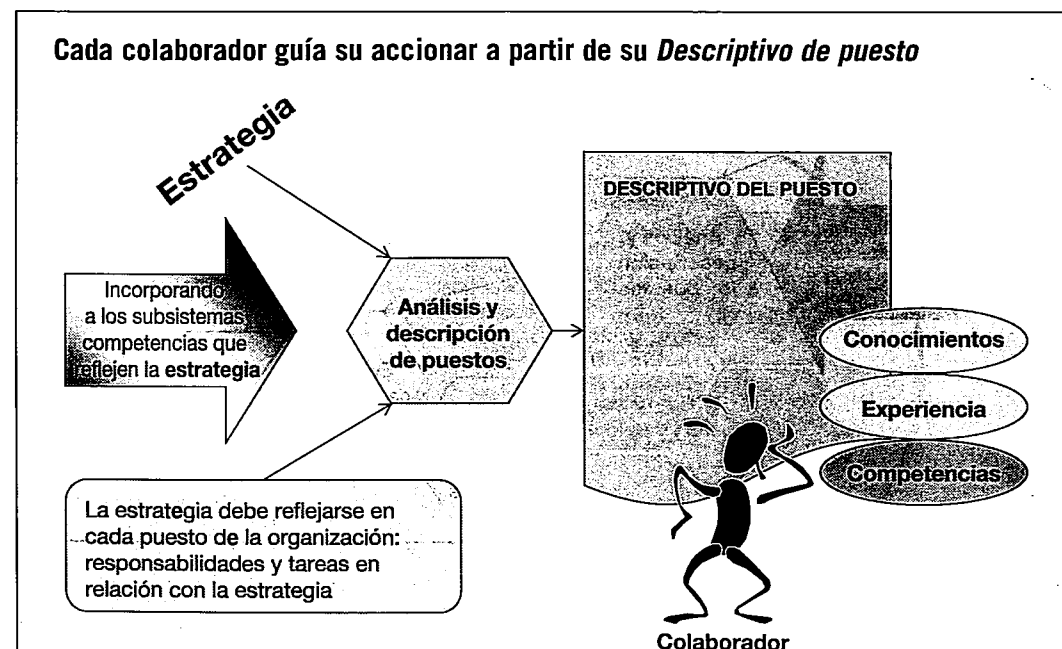 Cada colaborador guía su accionar a partir de su Descriptivo de puesto
Estrategia
Incorporando
a los subsistemas
competencias que
reflejen la estrategia
Análisis y
descripción
de puestos
DESCRIPTIVO DEL PUESTO
Conocimientos
Experiencia
Competencias
La estrategia debe reflejarse en
cada puesto de la organización:
responsabilidades y tareas en
relación con la estrategia
Colaborador